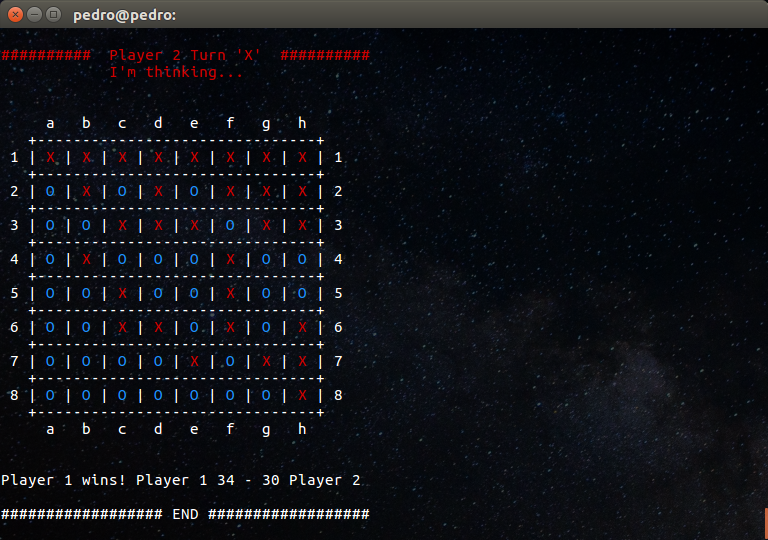 pedro@pedro:
##########  Player 2 Turn 'X'  ##########
            I'm thinking...
     a   b   c   d   e   f   g   h
   +-------------------------------+
 1 | X | X | X | X | X | X | X | X | 1
   +-------------------------------+
 2 | O | X | O | X | O | X | X | X | 2
   +-------------------------------+
 3 | O | O | X | X | X | O | X | X | 3
   +-------------------------------+
 4 | O | X | O | O | O | X | O | O | 4
   +-------------------------------+
 5 | O | O | X | O | O | X | O | O | 5
   +-------------------------------+
 6 | O | O | X | X | O | X | O | X | 6
   +-------------------------------+
 7 | O | O | O | O | X | O | X | X | 7
   +-------------------------------+
 8 | O | O | O | O | O | O | O | X | 8
   +-------------------------------+
     a   b   c   d   e   f   g   h
Player 1 wins! Player 1 34 - 30 Player 2
################## END ##################